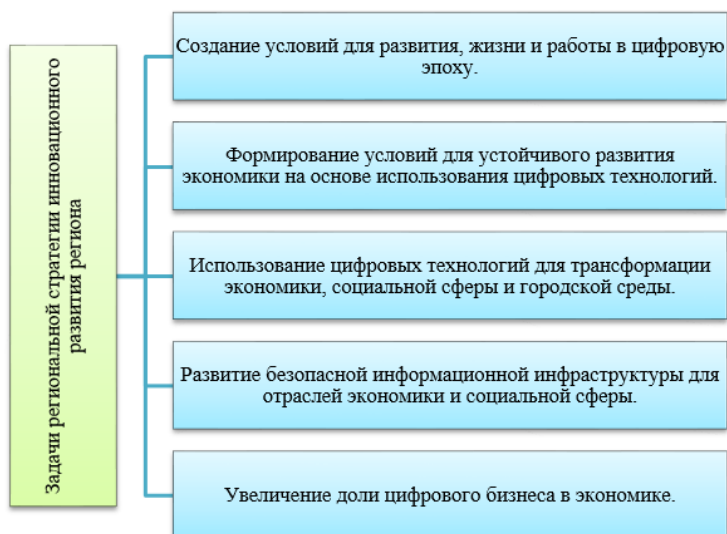 Задачи региональной стратегии инновационного
развития региона
Создание условий для развития, жизни и работы в цифровую
эпоху.
Формирование условий для устойчивого развития
экономики на основе использования цифровых технологий.
Использование цифровых технологий для трансформации
экономики, социальной сферы и городской среды.
Развитие безопасной информационной инфраструктуры для
отраслей экономики и социальной сферы.
Увеличение доли цифрового бизнеса в экономике.